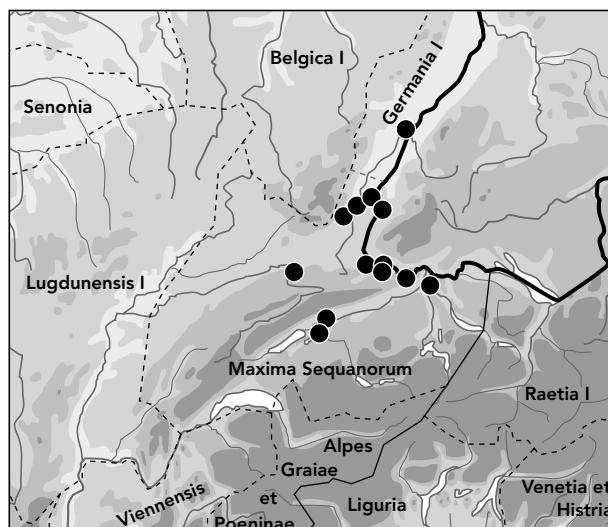 Belgica I
Germania I
Senonia
Lugdunensis I
Maxima Sequanorum
Raetia I
Alpes
Graiae
et
Poeninae
Viennensis
Liguria
Venetia et
Histria